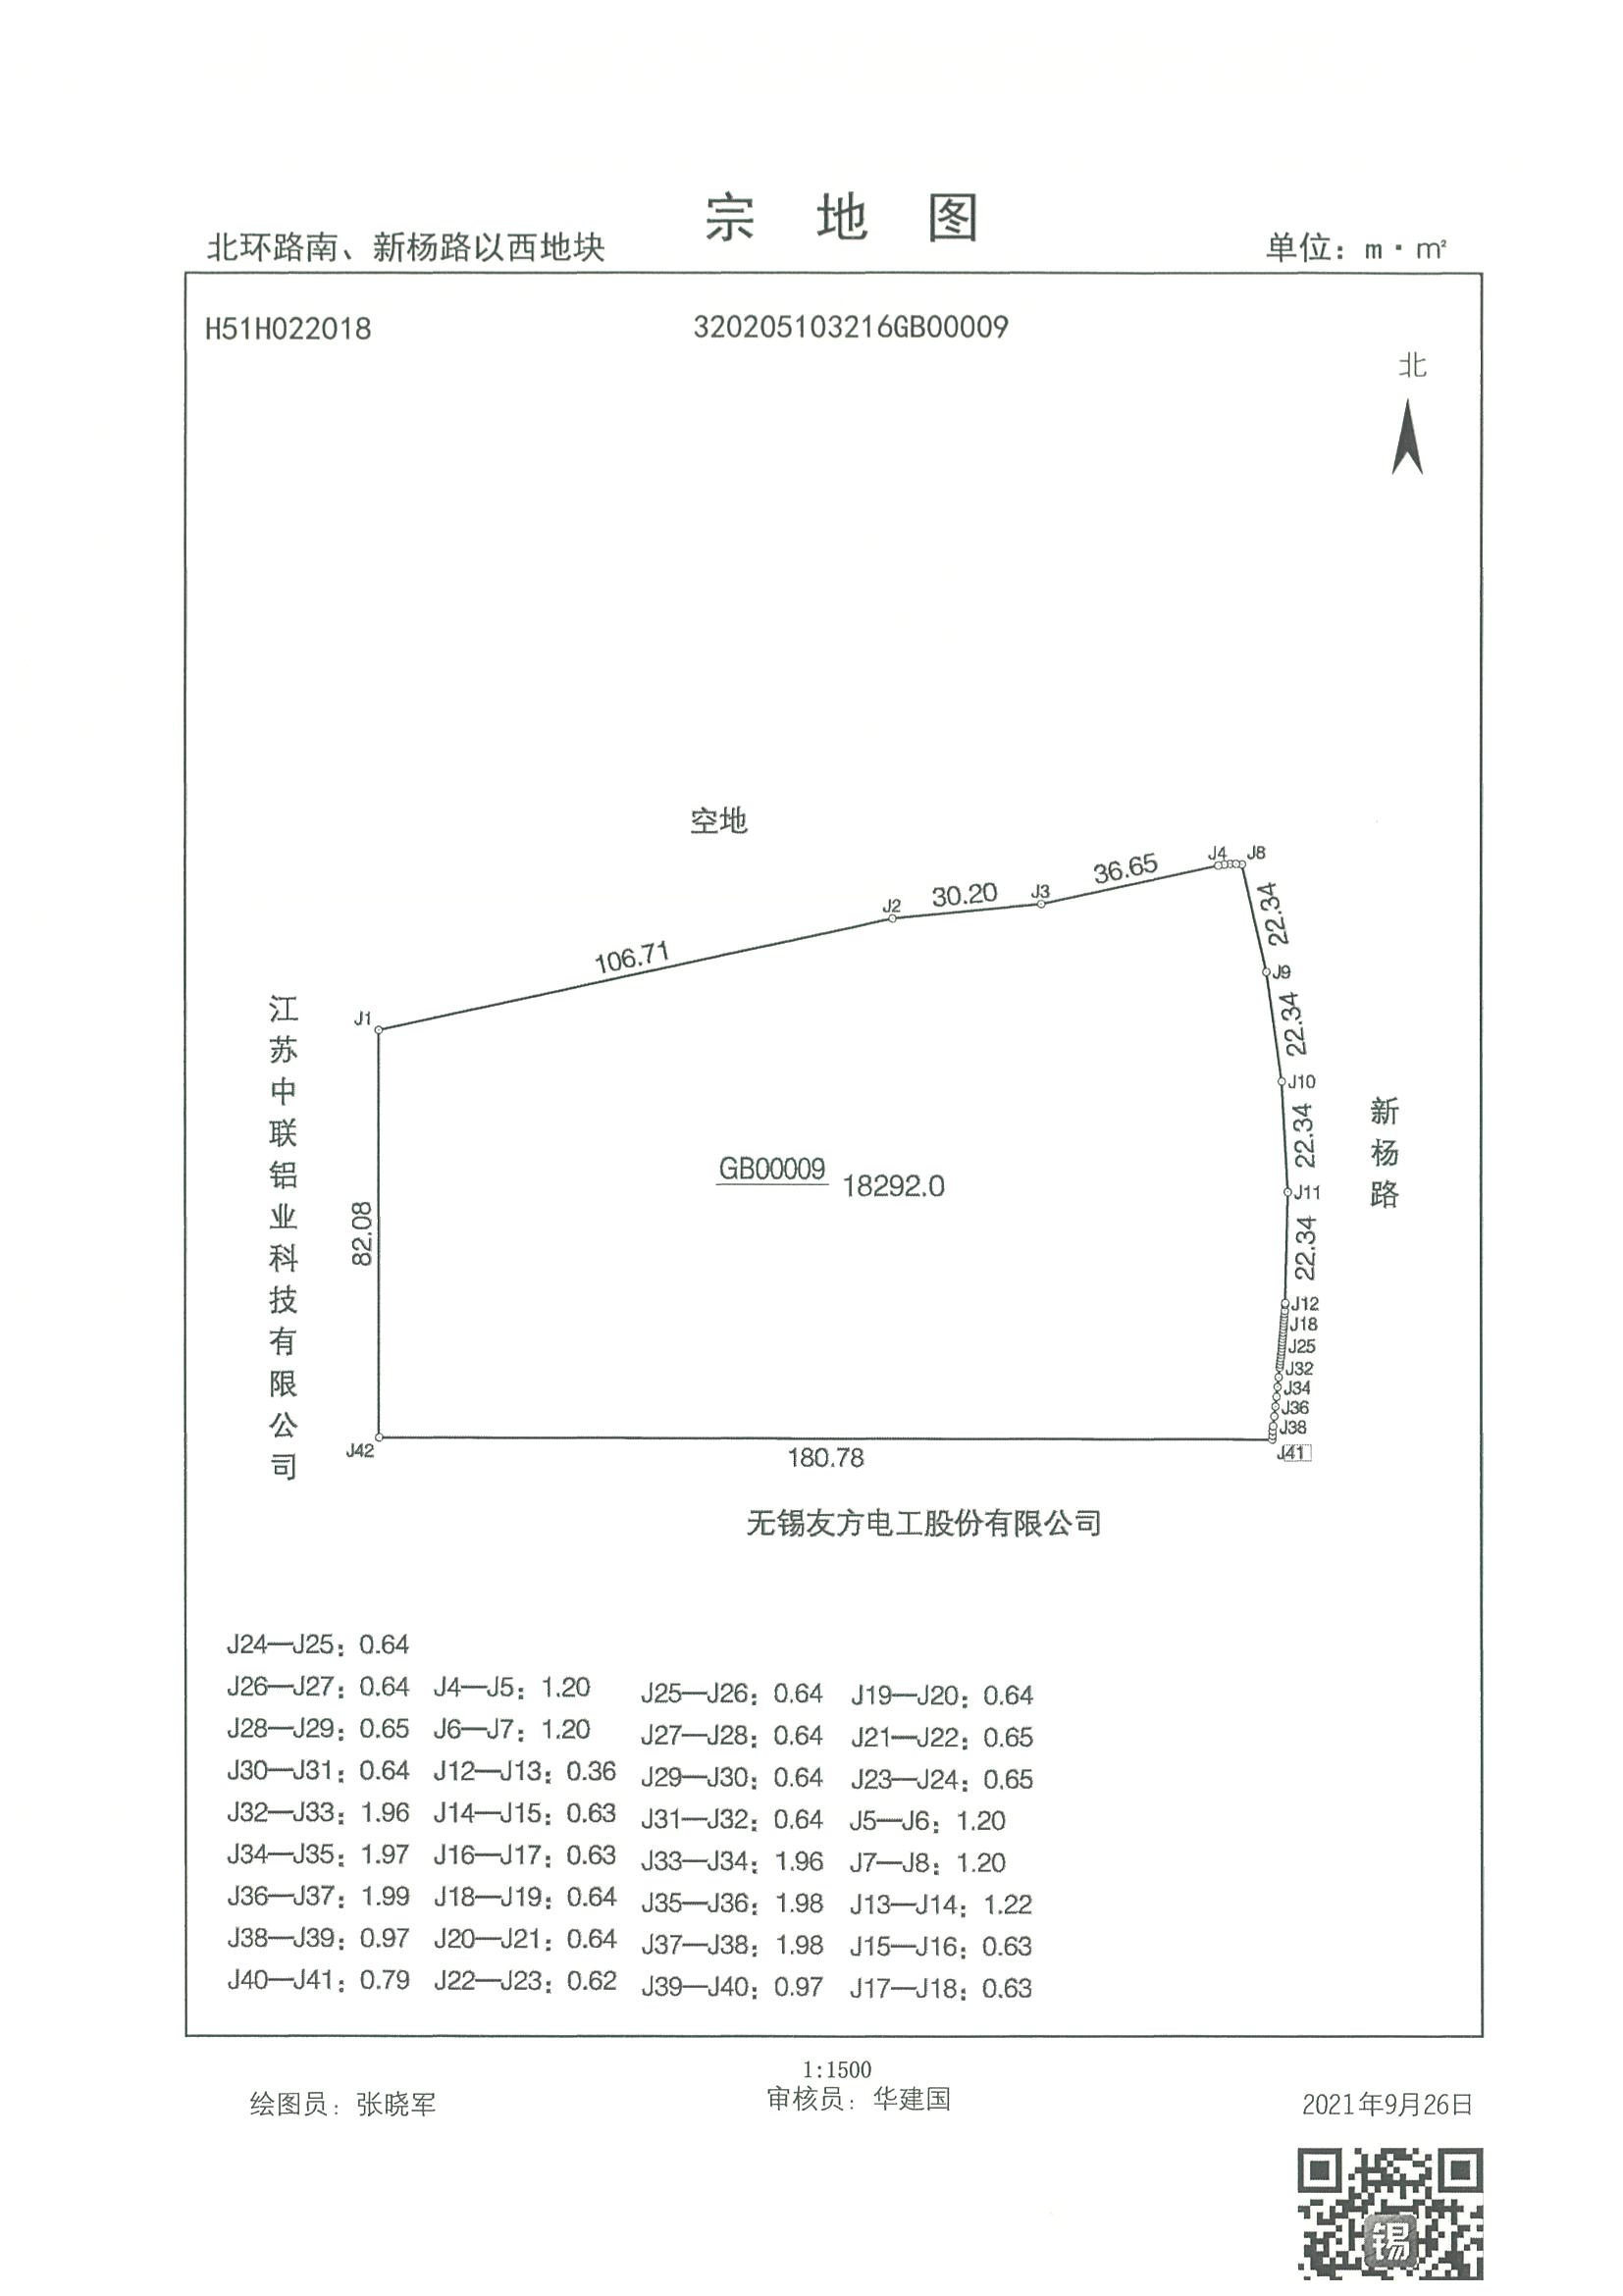 宗 地 图
北环路南、新杨路以西地块
单位：m·㎡
H51H022018
320205103216GB00009
北
空地
J4
J8
36.65
J3
30.20
J2
22.34
106.71
J9
江苏中联铝业科技有限公司
J1
22.34
J10
新杨路
22.34
GB00009
18292.0
J11
82.08
22.34
J12
J18
J25
J32
J34
J36
J38
J42
J41
180.78
无锡友方电工股份有限公司
J24—J25：0.64
J26—J27：0.64 J4—J5：1.20 J25—J26：0.64 J19—J20：0.64
J28—J29：0.65 J6—J7：1.20 J27—J28：0.64 J21—J22：0.65
J30—J31：0.64 J12—J13：0.36 J29—J30：0.64 J23—J24：0.65
J32—J33：1.96 J14—J15：0.63 J31—J32：0.64 J5—J6：1.20
J34—J35：1.97 J16—J17：0.63 J33—J34：1.96 J7—J8：1.20
J36—J37：1.99 J18—J19：0.64 J35—J36：1.98 J13—J14：1.22
J38—J39：0.97 J20—J21：0.64 J37—J38：1.98 J15—J16：0.63
J40—J41：0.79 J22—J23：0.62 J39—J40：0.97 J17—J18：0.63
1:1500
绘图员：张晓军
审核员：华建国
2021年9月26日
锡